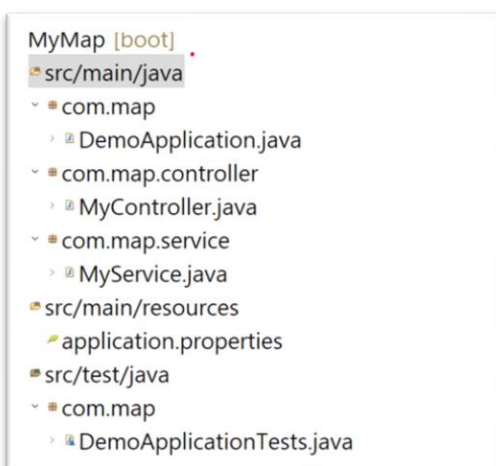 MyMap [boot]
src/main/java
com.map
DemoApplication.java
com.map.controller
MyController.java
com.map.service
MyService.java
src/main/resources
application.properties
src/test/java
com.map
DemoApplicationTests.java